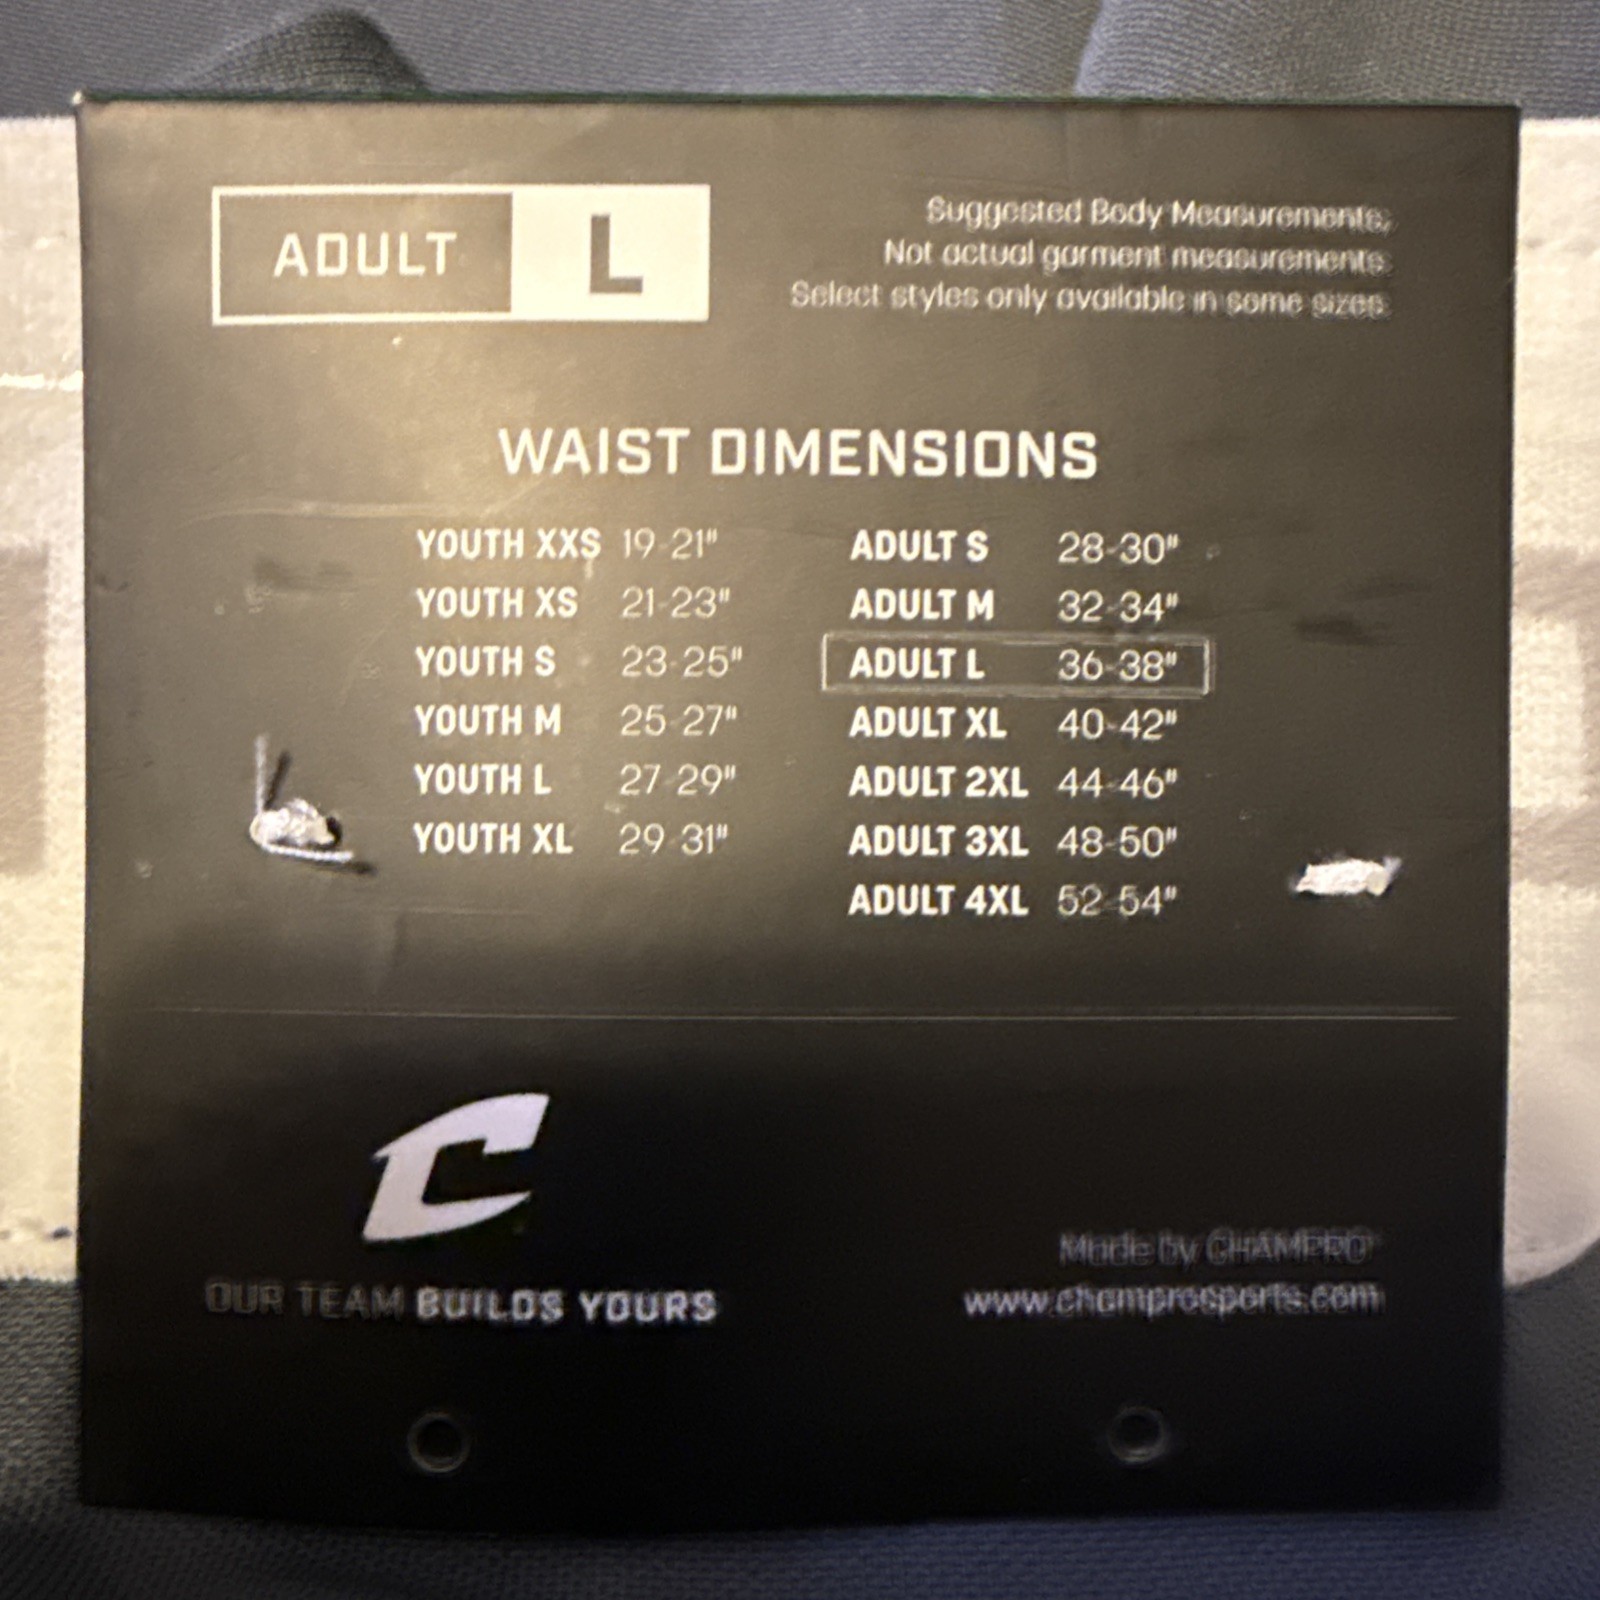 ADULT L
Suggested Body Measurements,
Not actual garment measurements.
Select styles only available in some sizes.
WAIST DIMENSIONS
YOUTH XXS 19-21"
YOUTH XS 21-23"
YOUTH S 23-25"
YOUTH M 25-27"
YOUTH L 27-29"
YOUTH XL 29-31"
ADULT S 28-30"
ADULT M 32-34"
ADULT L 36-38"
ADULT XL 40-42"
ADULT 2XL 44-46"
ADULT 3XL 48-50"
ADULT 4XL 52-54"
C
OUR TEAM BUILDS YOURS
Made by CHAMPRO
www.champrosports.com